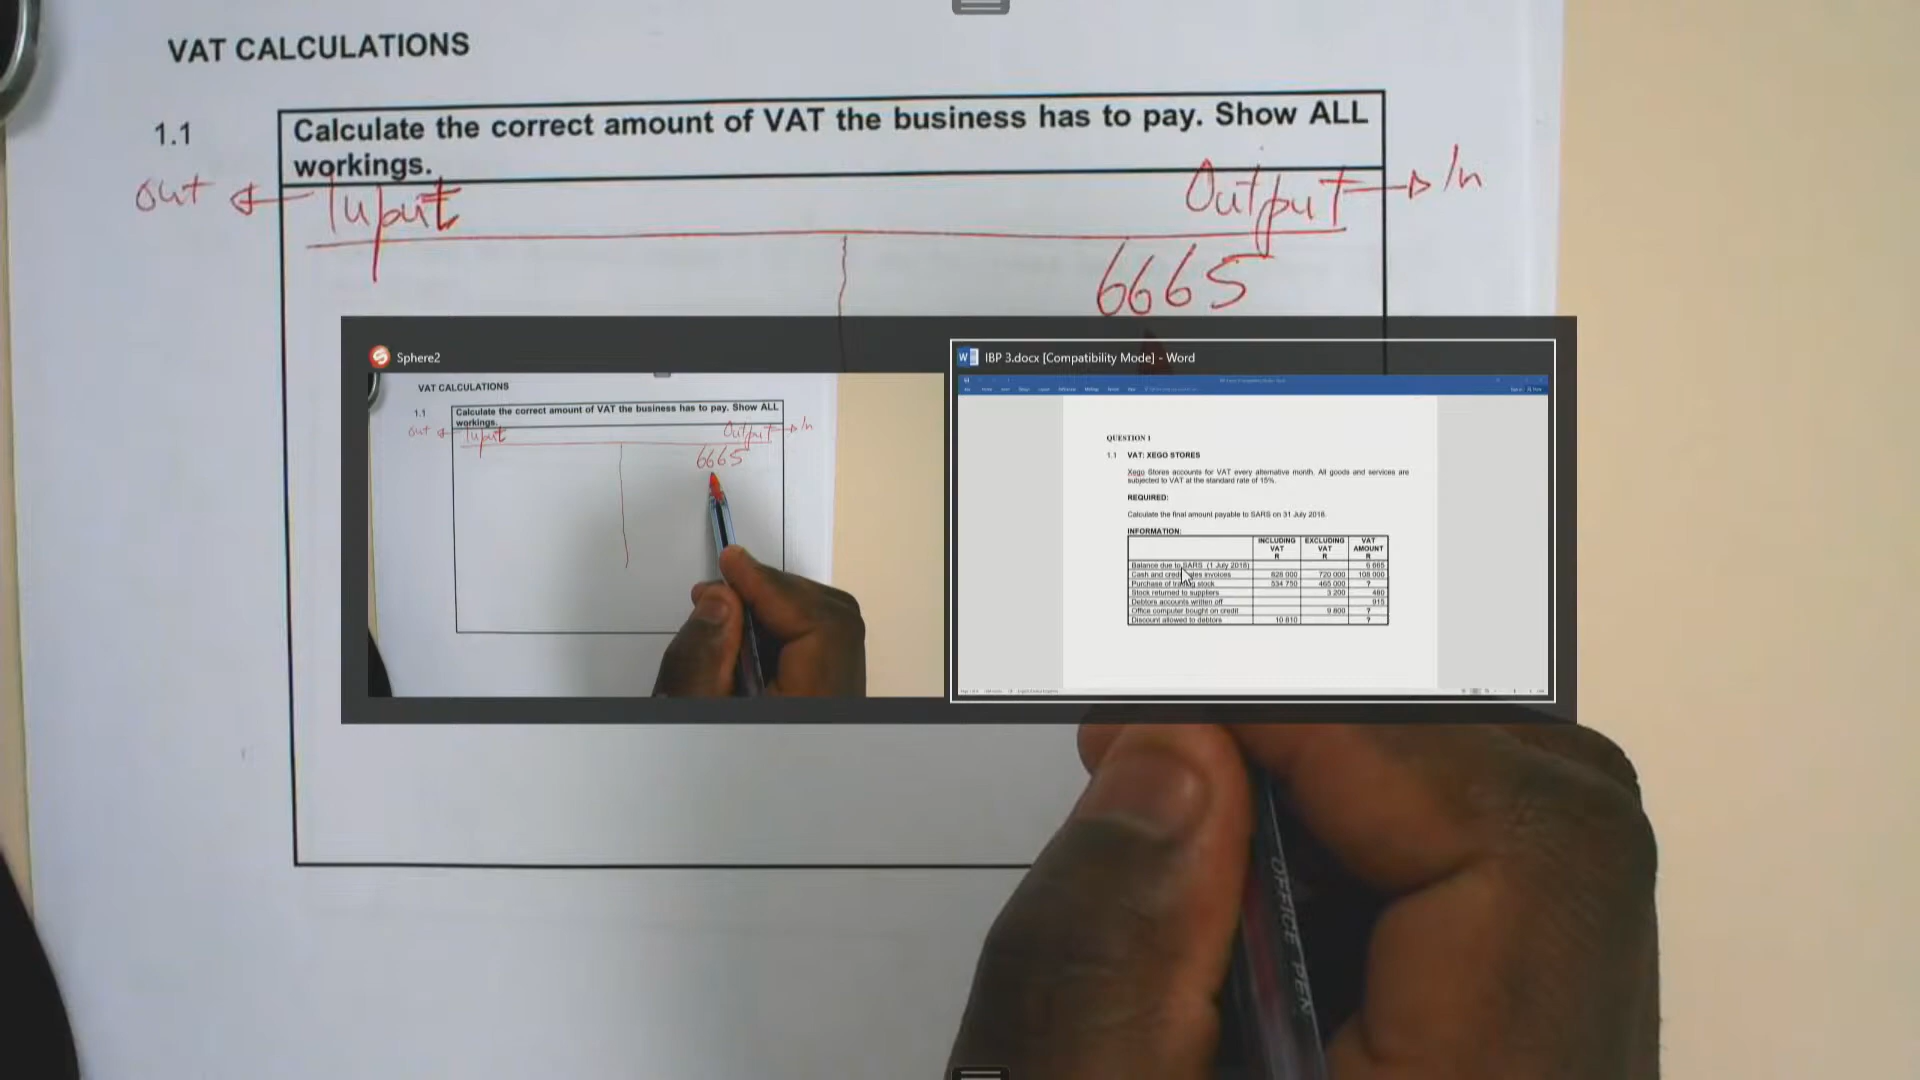 VAT CALCULATIONS
1.1 Calculate the correct amount of VAT the business has to pay. Show ALL
workings.
out Input Output In
6665
Sphere2
VAT CALCULATIONS
1.1 Calculate the correct amount of VAT the business has to pay. Show ALL
workings.
out Input Output In
6665
IBP 3.docx [Compatibility Mode] - Word
QUESTION 1
1.1 VAT: XEGO STORES
Xego Stores accounts for VAT every alternative month. All goods and services are
subjected to VAT at the standard rate of 15%.
REQUIRED:
Calculate the final amount payable to SARS on 31 July 2018.
INFORMATION:
INCLUDING VAT R EXCLUDING VAT R VAT AMOUNT R
Balance due to SARS (1 July 2018) 6 665
Cash and credit sales invoices 828 000 720 000 108 000
Purchase of trading stock 534 750 465 000 ?
Stock returned to suppliers 3 200 480
Debtors accounts written off 915
Office computer bought on credit 9 800 ?
Discount allowed to debtors 10 810 ?
OFFICE PEN